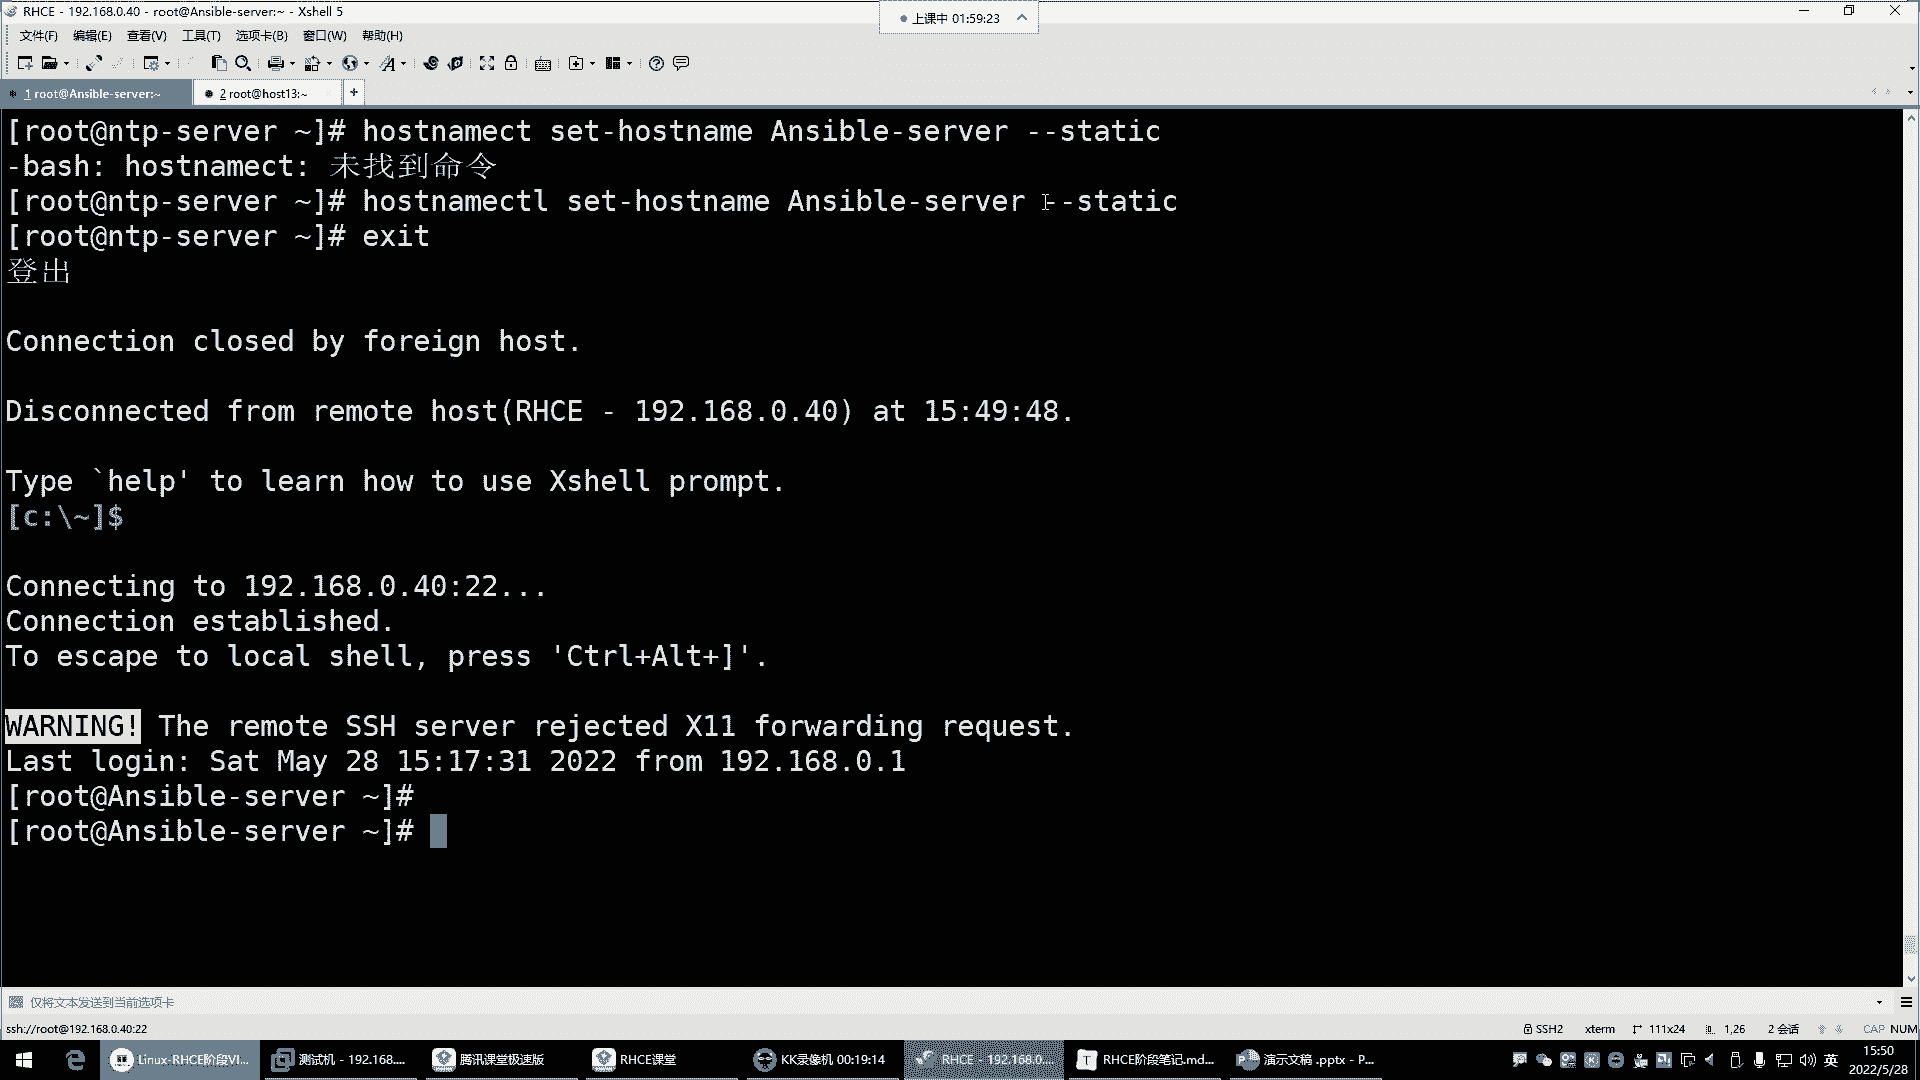 RHCE - 192.168.0.40 - root@Ansible-server:~ - Xshell 5
上课中 01:59:23
文件(F) 编辑(E) 查看(V) 工具(T) 选项卡(B) 窗口(W) 帮助(H)
1 root@Ansible-server:~
2 root@host13:~
[root@ntp-server ~]# hostnamect set-hostname Ansible-server --static
-bash: hostnamect: 未找到命令
[root@ntp-server ~]# hostnamectl set-hostname Ansible-server --static
[root@ntp-server ~]# exit
登出
Connection closed by foreign host.
Disconnected from remote host(RHCE - 192.168.0.40) at 15:49:48.
Type `help' to learn how to use Xshell prompt.
[c:\~]$
Connecting to 192.168.0.40:22...
Connection established.
To escape to local shell, press 'Ctrl+Alt+]'.
WARNING! The remote SSH server rejected X11 forwarding request.
Last login: Sat May 28 15:17:31 2022 from 192.168.0.1
[root@Ansible-server ~]#
[root@Ansible-server ~]#
仅将文本发送到当前选项卡
ssh://root@192.168.0.40:22
SSH2 xterm 111x24 1,26 2 会话 CAP NUM
Linux-RHCE阶段VI... 测试机 - 192.168.... 腾讯课堂极速版 RHCE课堂 KK录像机 00:19:14 RHCE - 192.168.0.... RHCE阶段笔记.md... 演示文稿 .pptx - P... 英
15:50
2022/5/28